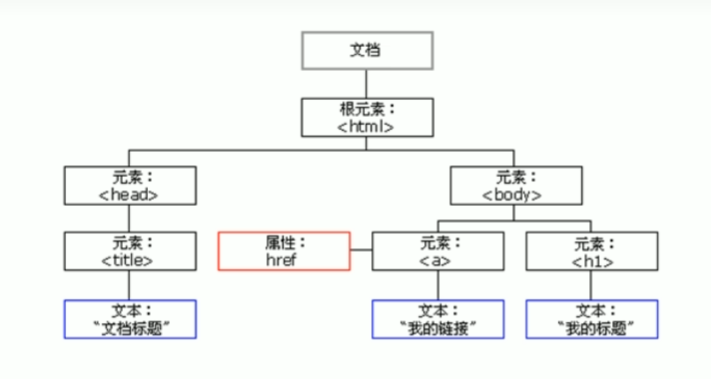 文档
根元素：
<html>
元素：
<head>
元素：
<body>
元素：
<title>
属性：
href
元素：
<a>
元素：
<h1>
文本：
“文档标题”
文本：
“我的链接”
文本：
“我的标题”